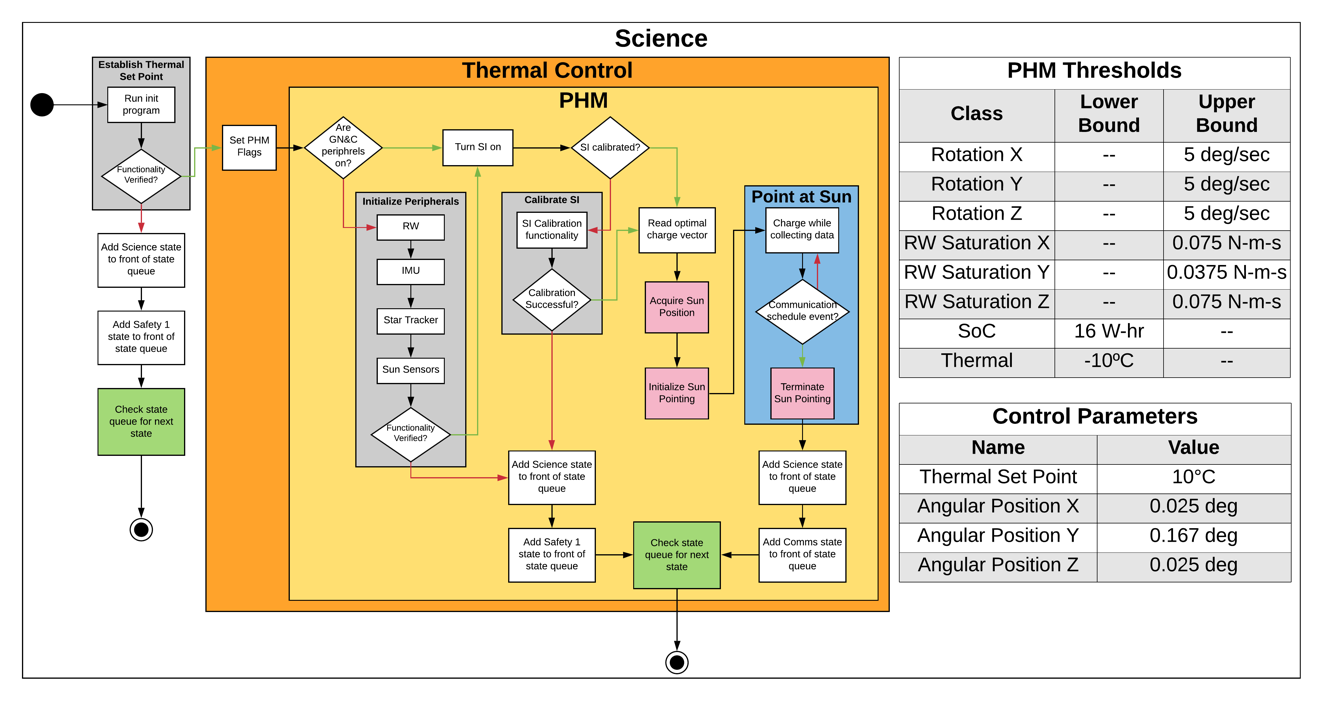 Science
Establish Thermal
Set Point
Run init
program
Functionality
Verified?
Add Science state
to front of state
queue
Add Safety 1
state to front of
state queue
Check state
queue for next
state
Thermal Control
Set PHM
Flags
PHM
Are
GN&C
periphrels
on?
Turn SI on
SI calibrated?
Initialize Peripherals
RW
IMU
Star Tracker
Sun Sensors
Functionality
Verified?
Calibrate SI
SI Calibration
functionality
Calibration
Successful?
Read optimal
charge vector
Acquire Sun
Position
Initialize Sun
Pointing
Point at Sun
Charge while
collecting data
Communication
schedule event?
Terminate
Sun Pointing
Add Science state
to front of state
queue
Add Safety 1
state to front of
state queue
Check state
queue for next
state
Add Science state
to front of state
queue
Add Comms state
to front of state
queue
PHM Thresholds
Class Lower Bound Upper Bound
Rotation X -- 5 deg/sec
Rotation Y -- 5 deg/sec
Rotation Z -- 5 deg/sec
RW Saturation X -- 0.075 N-m-s
RW Saturation Y -- 0.0375 N-m-s
RW Saturation Z -- 0.075 N-m-s
SoC 16 W-hr --
Thermal -10ºC --
Control Parameters
Name Value
Thermal Set Point 10°C
Angular Position X 0.025 deg
Angular Position Y 0.167 deg
Angular Position Z 0.025 deg